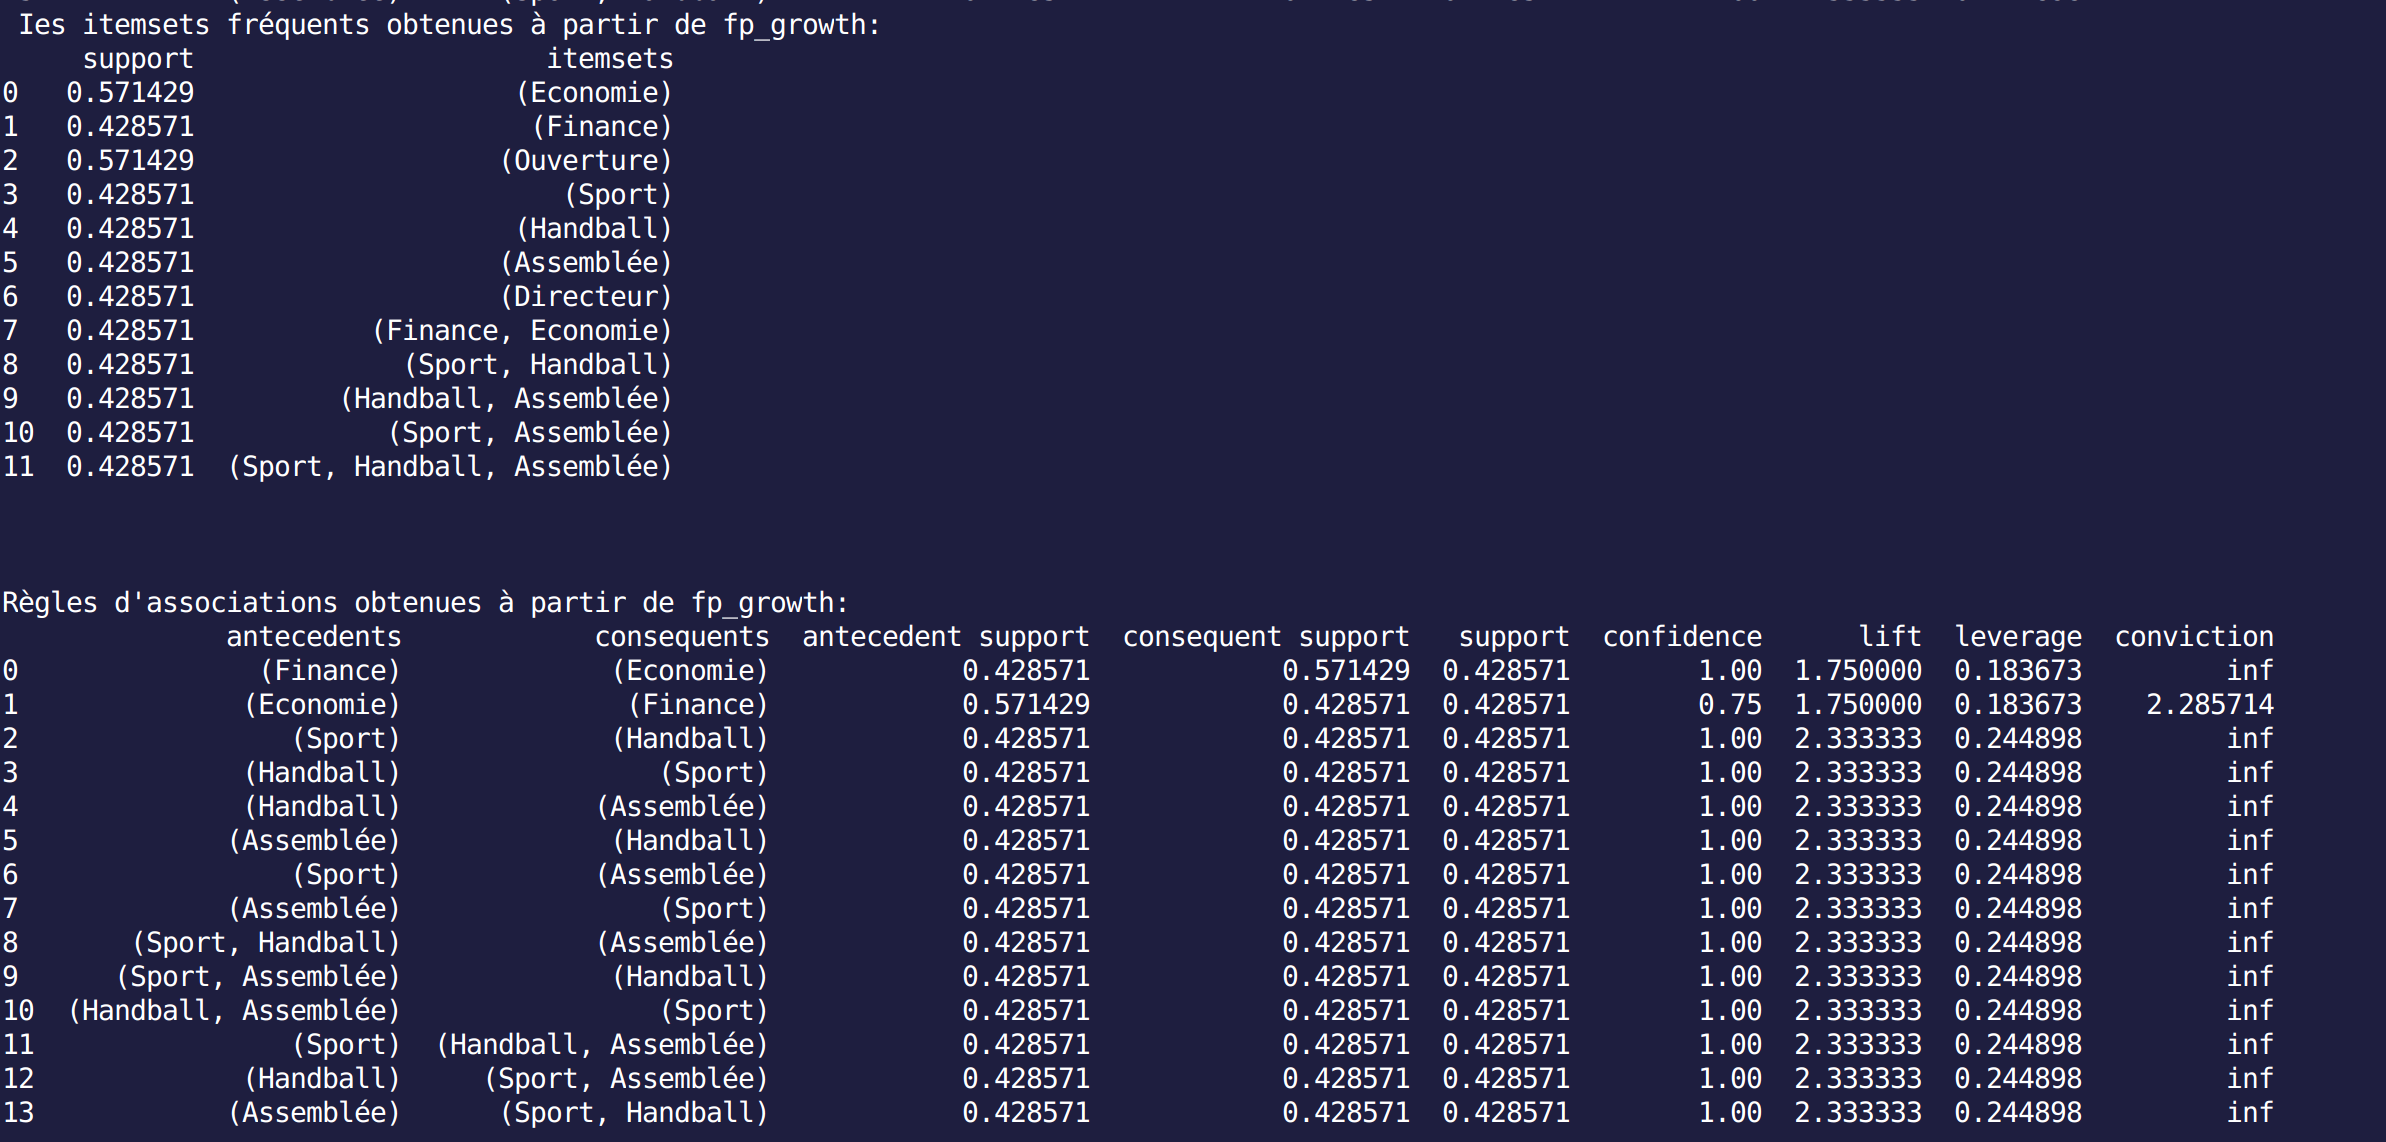 Ies itemsets fréquents obtenues à partir de fp_growth:
support itemsets
0 0.571429 (Economie)
1 0.428571 (Finance)
2 0.571429 (Ouverture)
3 0.428571 (Sport)
4 0.428571 (Handball)
5 0.428571 (Assemblée)
6 0.428571 (Directeur)
7 0.428571 (Finance, Economie)
8 0.428571 (Sport, Handball)
9 0.428571 (Handball, Assemblée)
10 0.428571 (Sport, Assemblée)
11 0.428571 (Sport, Handball, Assemblée)
Règles d'associations obtenues à partir de fp_growth:
antecedents consequents antecedent support consequent support support confidence lift leverage conviction
0 (Finance) (Economie) 0.428571 0.571429 0.428571 1.00 1.750000 0.183673 inf
1 (Economie) (Finance) 0.571429 0.428571 0.428571 0.75 1.750000 0.183673 2.285714
2 (Sport) (Handball) 0.428571 0.428571 0.428571 1.00 2.333333 0.244898 inf
3 (Handball) (Sport) 0.428571 0.428571 0.428571 1.00 2.333333 0.244898 inf
4 (Handball) (Assemblée) 0.428571 0.428571 0.428571 1.00 2.333333 0.244898 inf
5 (Assemblée) (Handball) 0.428571 0.428571 0.428571 1.00 2.333333 0.244898 inf
6 (Sport) (Assemblée) 0.428571 0.428571 0.428571 1.00 2.333333 0.244898 inf
7 (Assemblée) (Sport) 0.428571 0.428571 0.428571 1.00 2.333333 0.244898 inf
8 (Sport, Handball) (Assemblée) 0.428571 0.428571 0.428571 1.00 2.333333 0.244898 inf
9 (Sport, Assemblée) (Handball) 0.428571 0.428571 0.428571 1.00 2.333333 0.244898 inf
10 (Handball, Assemblée) (Sport) 0.428571 0.428571 0.428571 1.00 2.333333 0.244898 inf
11 (Sport) (Handball, Assemblée) 0.428571 0.428571 0.428571 1.00 2.333333 0.244898 inf
12 (Handball) (Sport, Assemblée) 0.428571 0.428571 0.428571 1.00 2.333333 0.244898 inf
13 (Assemblée) (Sport, Handball) 0.428571 0.428571 0.428571 1.00 2.333333 0.244898 inf